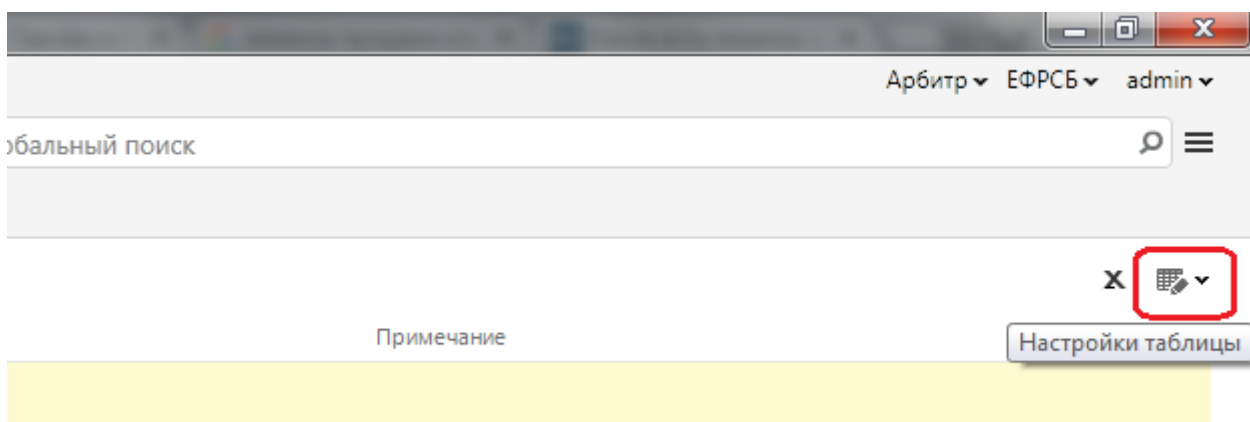 Арбитр ЕФРСБ admin
обальный поиск
X
Примечание
Настройки таблицы